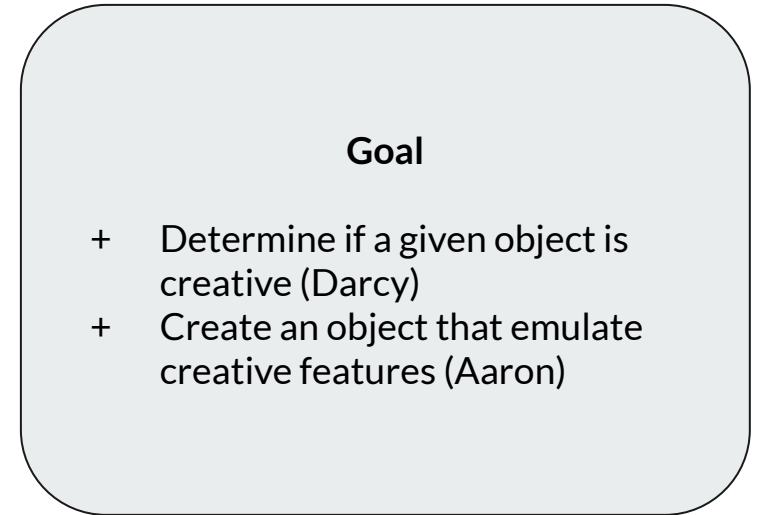 Goal
+ Determine if a given object is
creative (Darcy)
+ Create an object that emulate
creative features (Aaron)